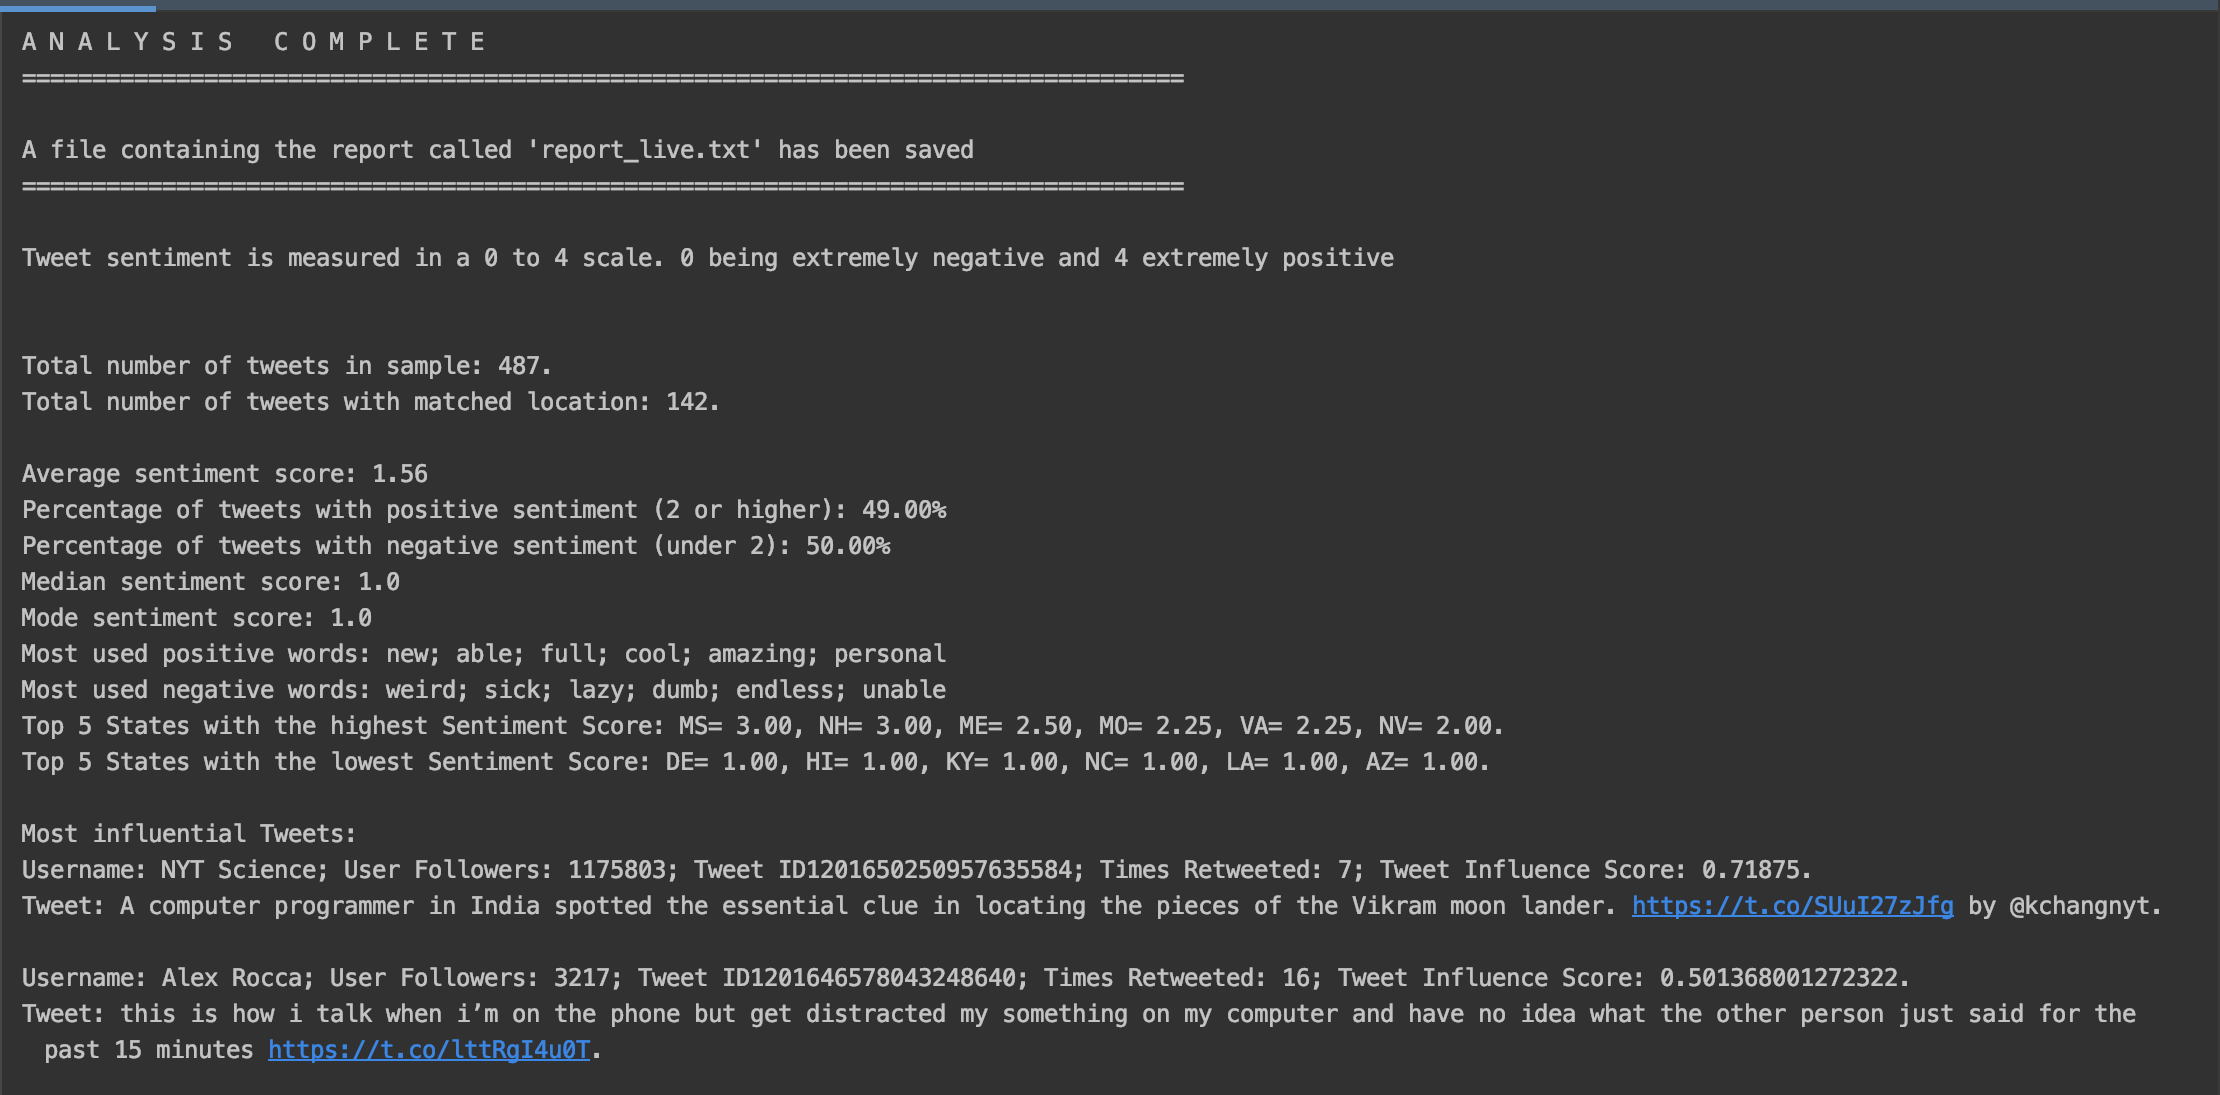 A N A L Y S I S   C O M P L E T E
===================================================================================

A file containing the report called 'report_live.txt' has been saved
===================================================================================

Tweet sentiment is measured in a 0 to 4 scale. 0 being extremely negative and 4 extremely positive

Total number of tweets in sample: 487.
Total number of tweets with matched location: 142.

Average sentiment score: 1.56
Percentage of tweets with positive sentiment (2 or higher): 49.00%
Percentage of tweets with negative sentiment (under 2): 50.00%
Median sentiment score: 1.0
Mode sentiment score: 1.0
Most used positive words: new; able; full; cool; amazing; personal
Most used negative words: weird; sick; lazy; dumb; endless; unable
Top 5 States with the highest Sentiment Score: MS= 3.00, NH= 3.00, ME= 2.50, MO= 2.25, VA= 2.25, NV= 2.00.
Top 5 States with the lowest Sentiment Score: DE= 1.00, HI= 1.00, KY= 1.00, NC= 1.00, LA= 1.00, AZ= 1.00.

Most influential Tweets:
Username: NYT Science; User Followers: 1175803; Tweet ID1201650250957635584; Times Retweeted: 7; Tweet Influence Score: 0.71875.
Tweet: A computer programmer in India spotted the essential clue in locating the pieces of the Vikram moon lander. https://t.co/SUuI27zJfg by @kchangnyt.

Username: Alex Rocca; User Followers: 3217; Tweet ID1201646578043248640; Times Retweeted: 16; Tweet Influence Score: 0.501368001272322.
Tweet: this is how i talk when i’m on the phone but get distracted my something on my computer and have no idea what the other person just said for the
past 15 minutes https://t.co/lttRgI4u0T.